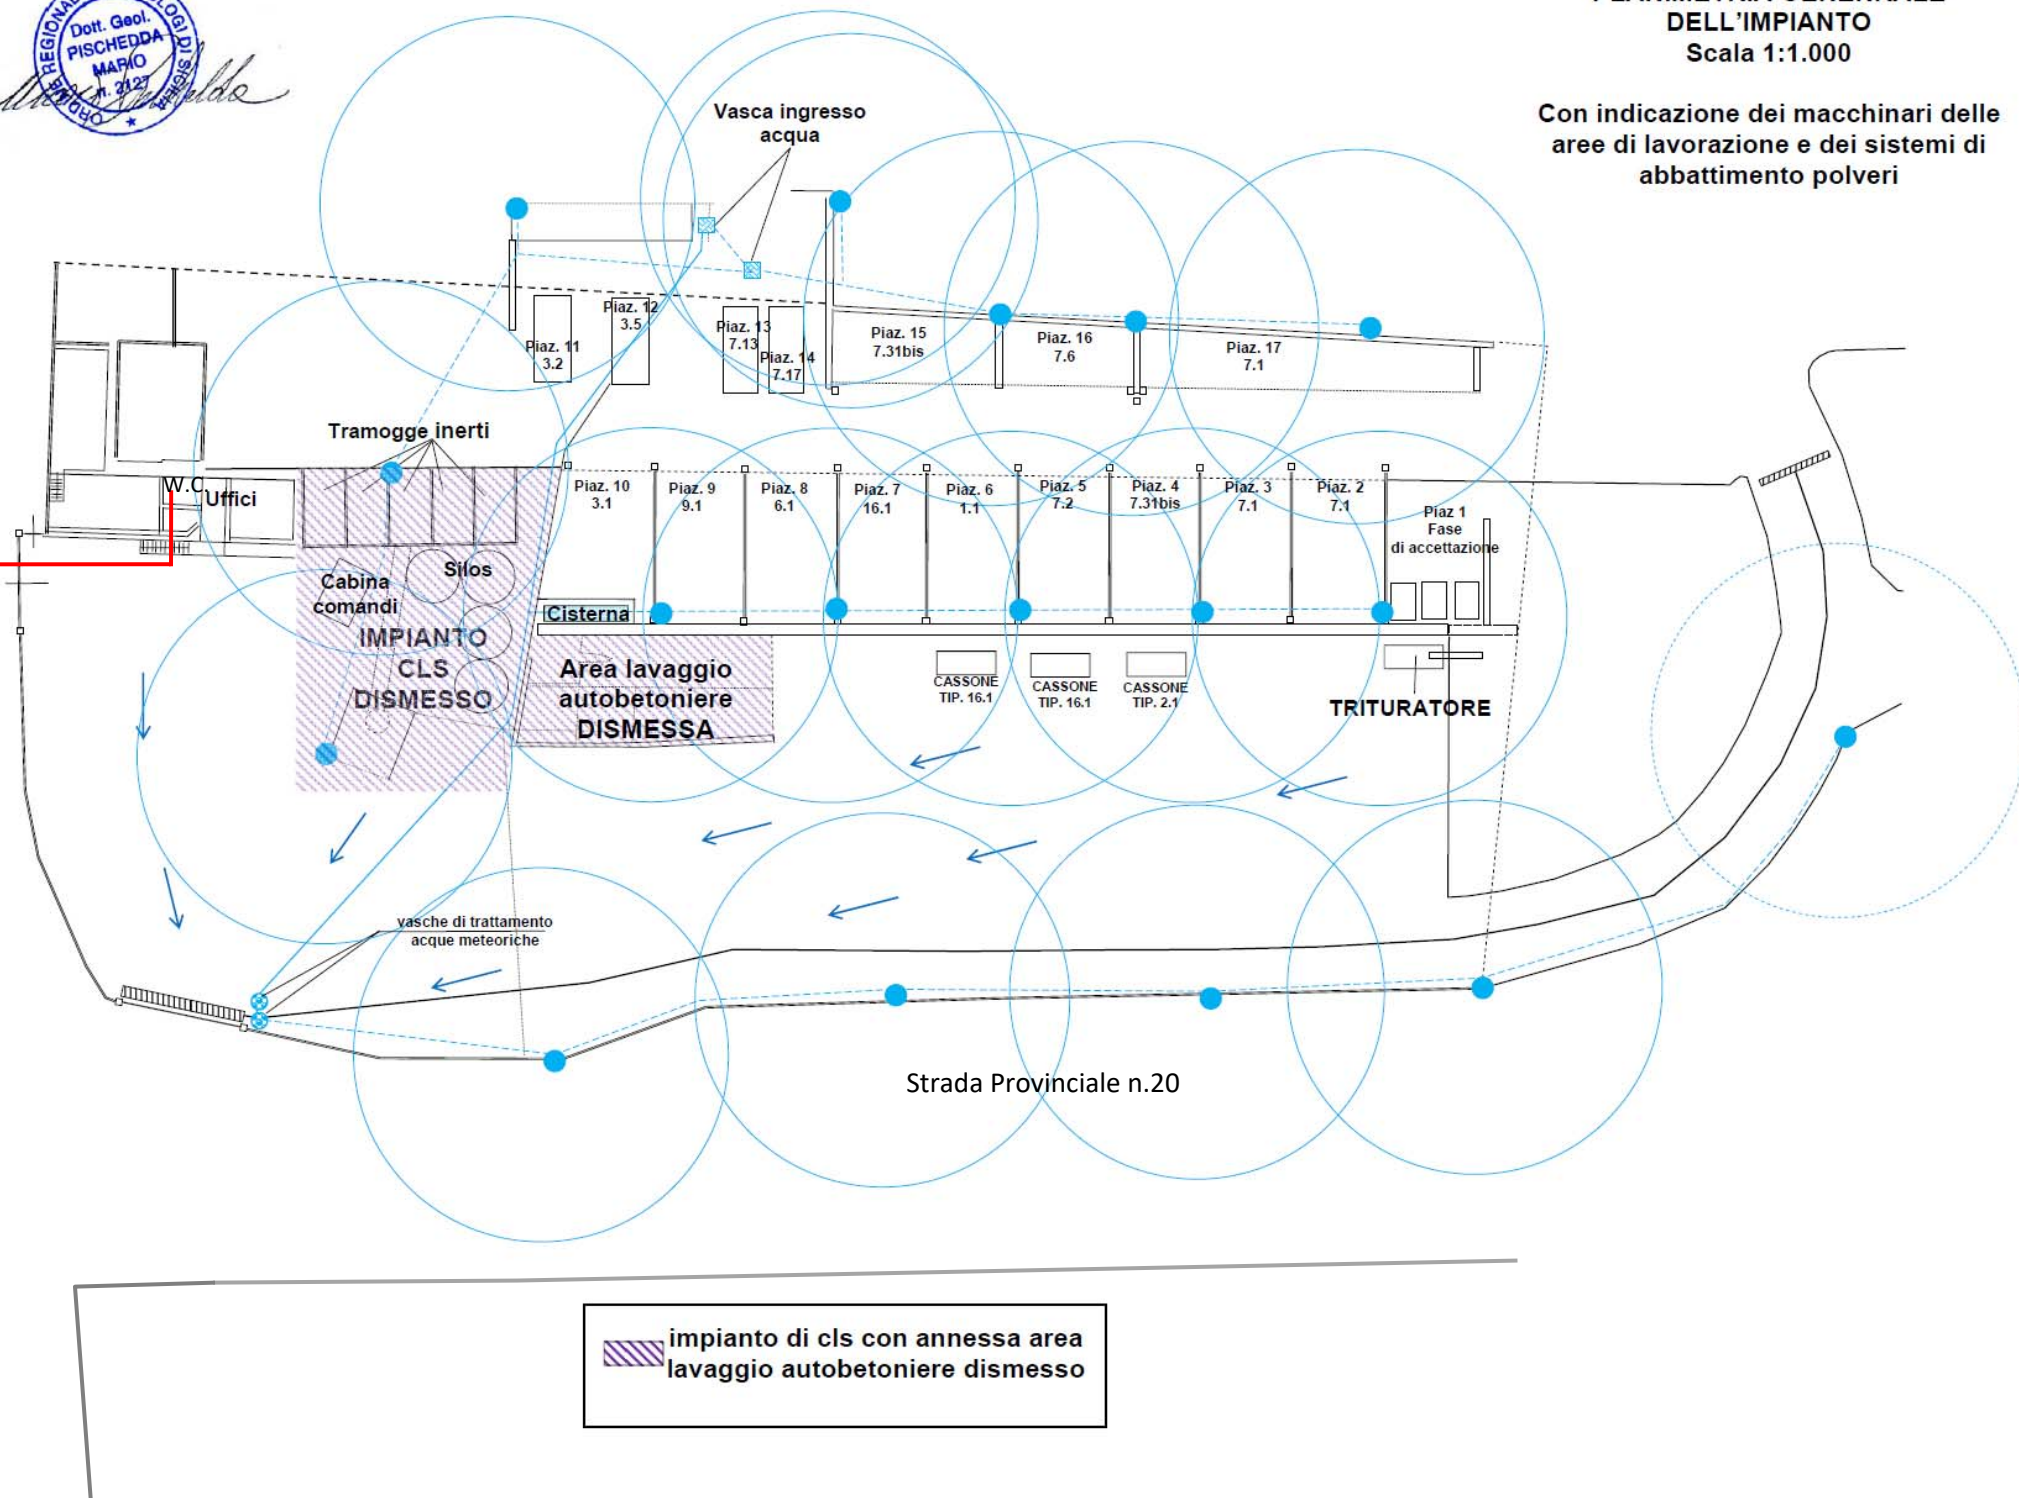 Dott. Geol.
PISCHEDDA
MARIO
n. 2127
DELL'IMPIANTO
Scala 1:1.000
Con indicazione dei macchinari delle
aree di lavorazione e dei sistemi di
abbattimento polveri
Vasca ingresso
acqua
Piaz. 11
3.2
Piaz. 12
3.5
Piaz. 13
7.13
Piaz. 14
7.17
Piaz. 15
7.31bis
Piaz. 16
7.6
Piaz. 17
7.1
Tramogge inerti
W.C.
Uffici
Piaz. 10
3.1
Piaz. 9
9.1
Piaz. 8
6.1
Piaz. 7
16.1
Piaz. 6
1.1
Piaz. 5
7.2
Piaz. 4
7.31bis
Piaz. 3
7.1
Piaz. 2
7.1
Piaz 1
Fase
di accettazione
Cabina
comandi
Silos
Cisterna
IMPIANTO
CLS
DISMESSO
Area lavaggio
autobetoniere
DISMESSA
CASSONE
TIP. 16.1
CASSONE
TIP. 16.1
CASSONE
TIP. 2.1
TRITURATORE
vasche di trattamento
acque meteoriche
Strada Provinciale n.20
impianto di cls con annessa area
lavaggio autobetoniere dismesso